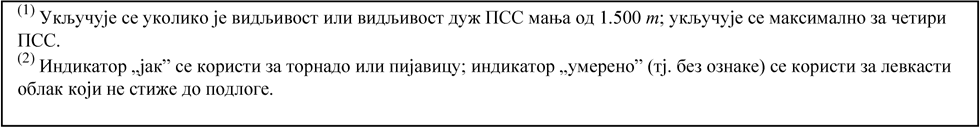 (1) Укључује се уколико је видљивост или видљивост дуж ПСС мања од 1.500 m; укључује се максимално за четири
ПСС.
(2) Индикатор „јак” се користи за торнадо или пијавицу; индикатор „умерено” (тј. без ознаке) се користи за левкасти
облак који не стиже до подлоге.